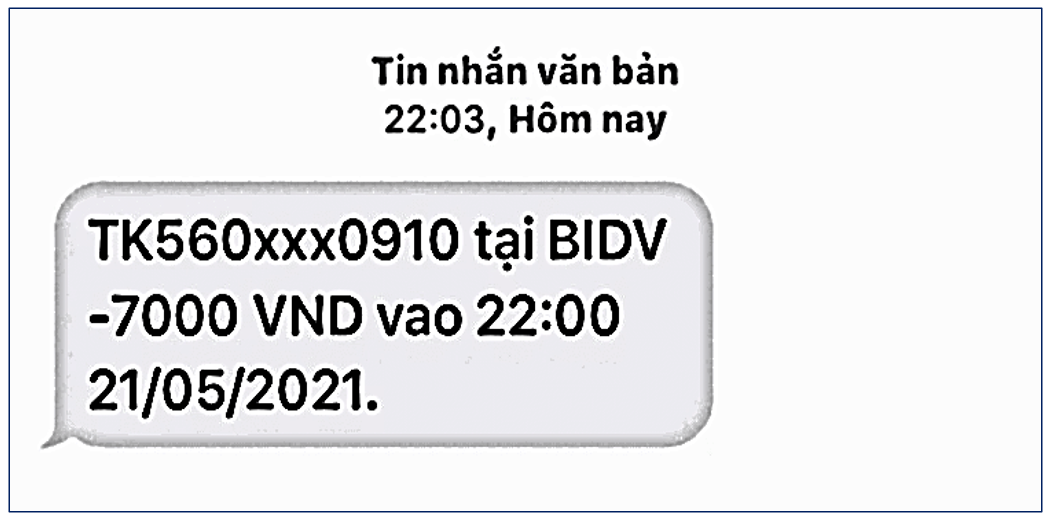 Tin nhắn văn bản
22:03, Hôm nay
TK560xxx0910 tại BIDV
-7000 VND vao 22:00
21/05/2021.